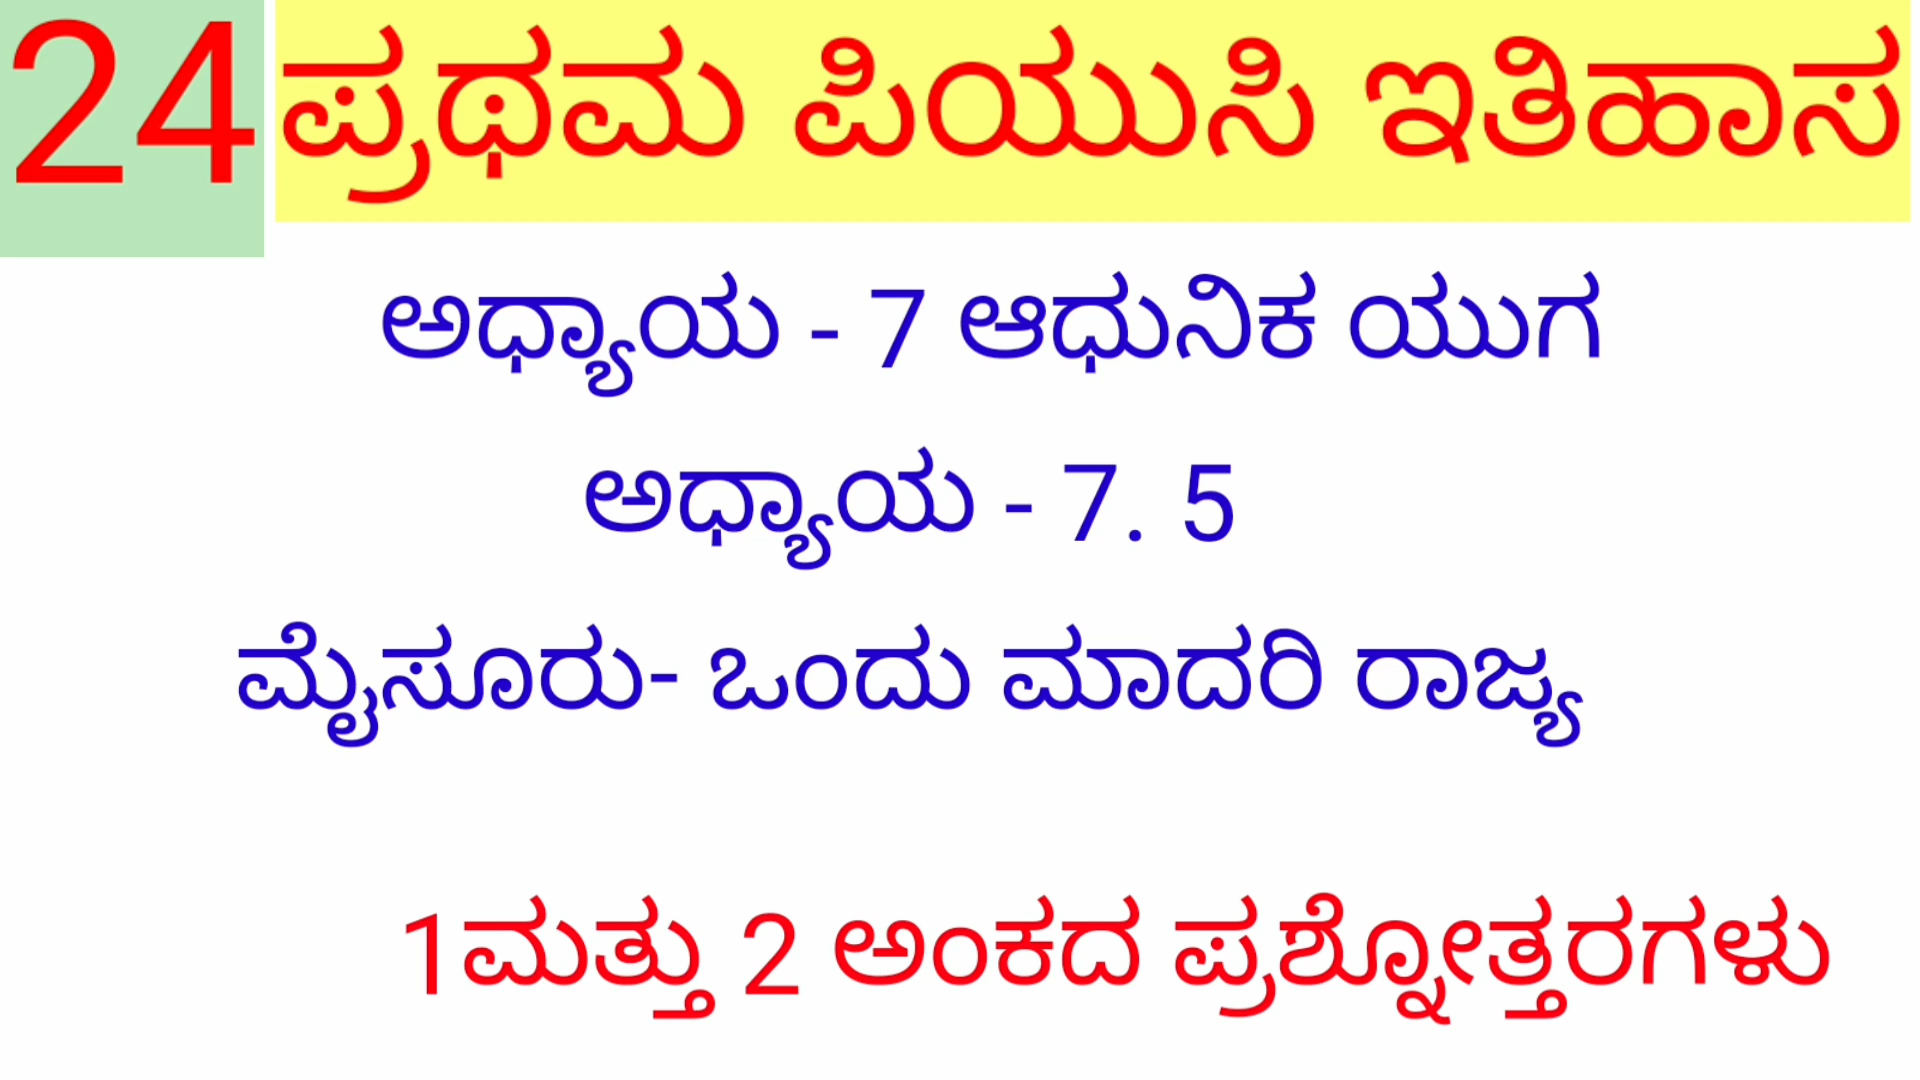 24 ಪ್ರಥಮ ಪಿಯುಸಿ ಇತಿಹಾಸ
ಅಧ್ಯಾಯ - 7 ಆಧುನಿಕ ಯುಗ
ಅಧ್ಯಾಯ - 7. 5
ಮೈಸೂರು- ಒಂದು ಮಾದರಿ ರಾಜ್ಯ
1ಮತ್ತು 2 ಅಂಕದ ಪ್ರಶ್ನೋತ್ತರಗಳು